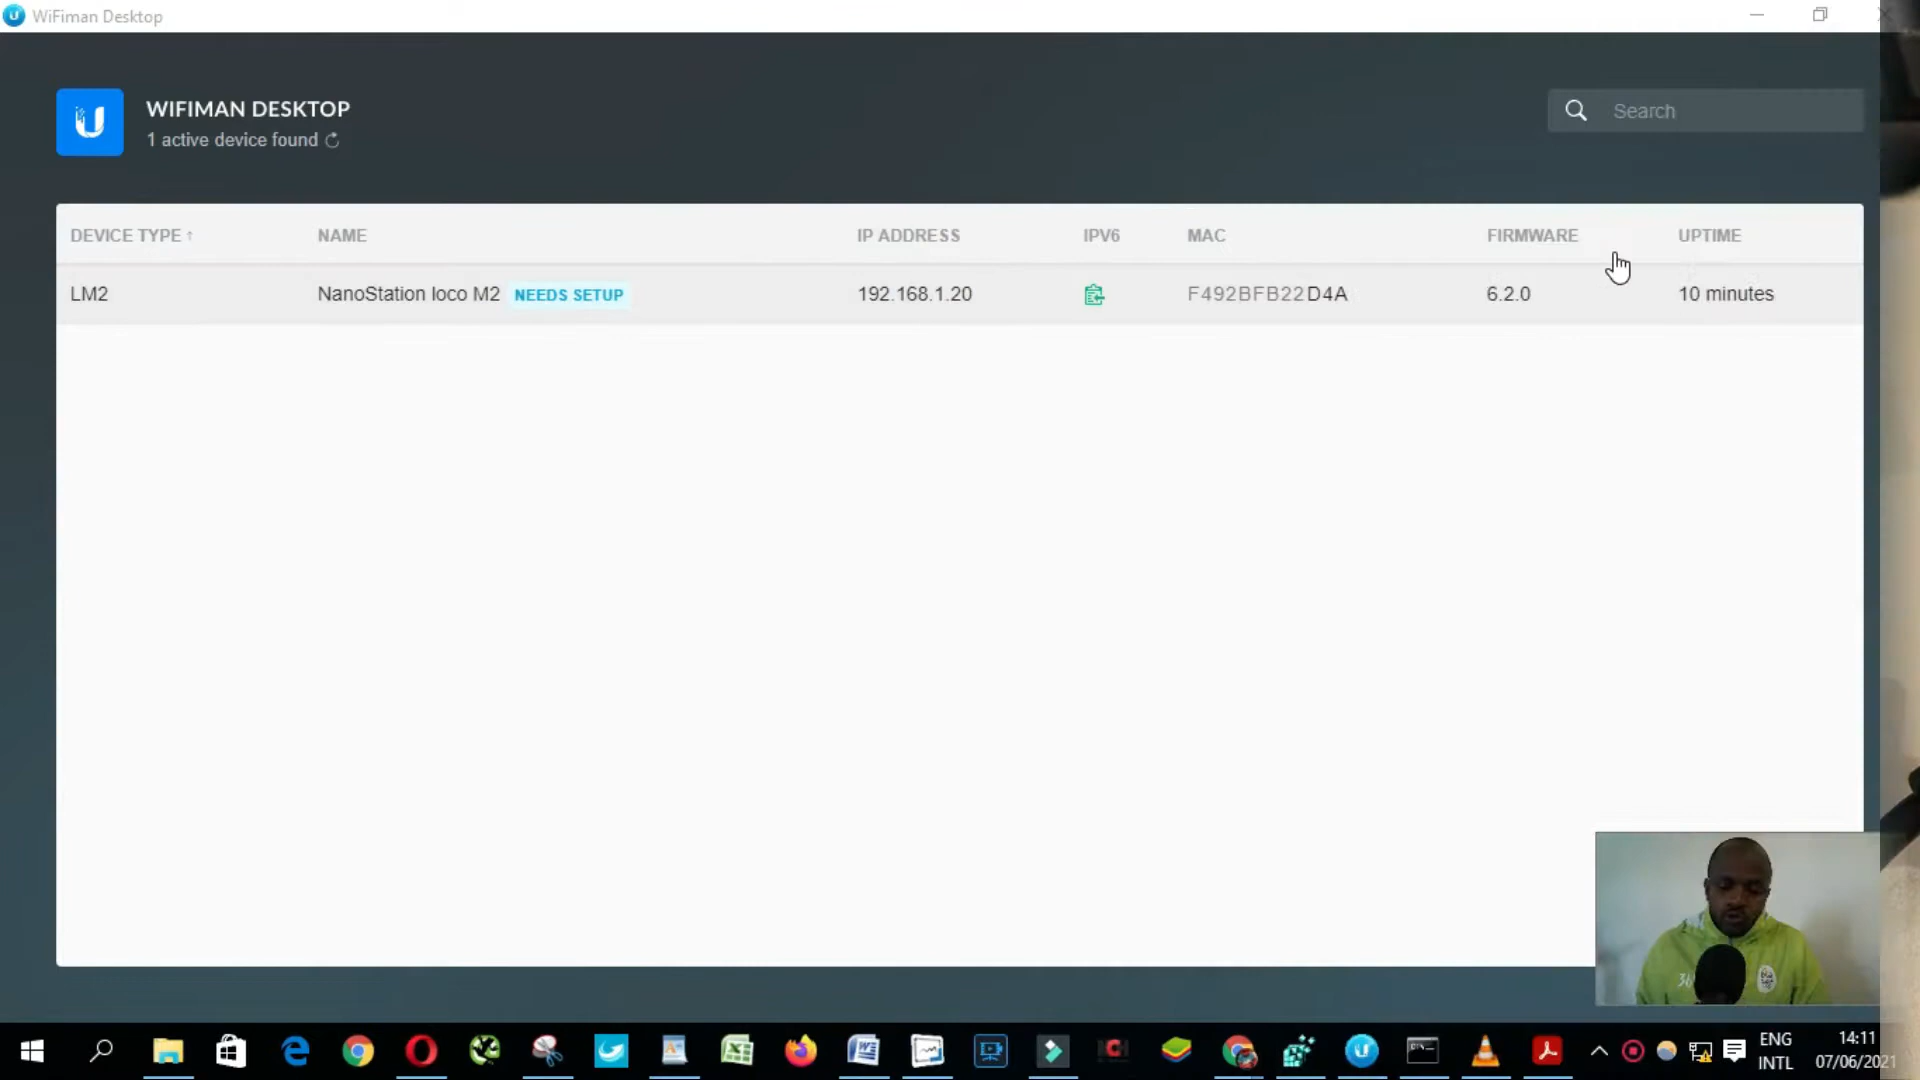 WiFiman Desktop
WIFIMAN DESKTOP
1 active device found
Search
DEVICE TYPE ↑ NAME IP ADDRESS IPV6 MAC FIRMWARE UPTIME
LM2 NanoStation loco M2 NEEDS SETUP 192.168.1.20 F492BFB22D4A 6.2.0 10 minutes
36
ENG
INTL
14:11
07/06/2021